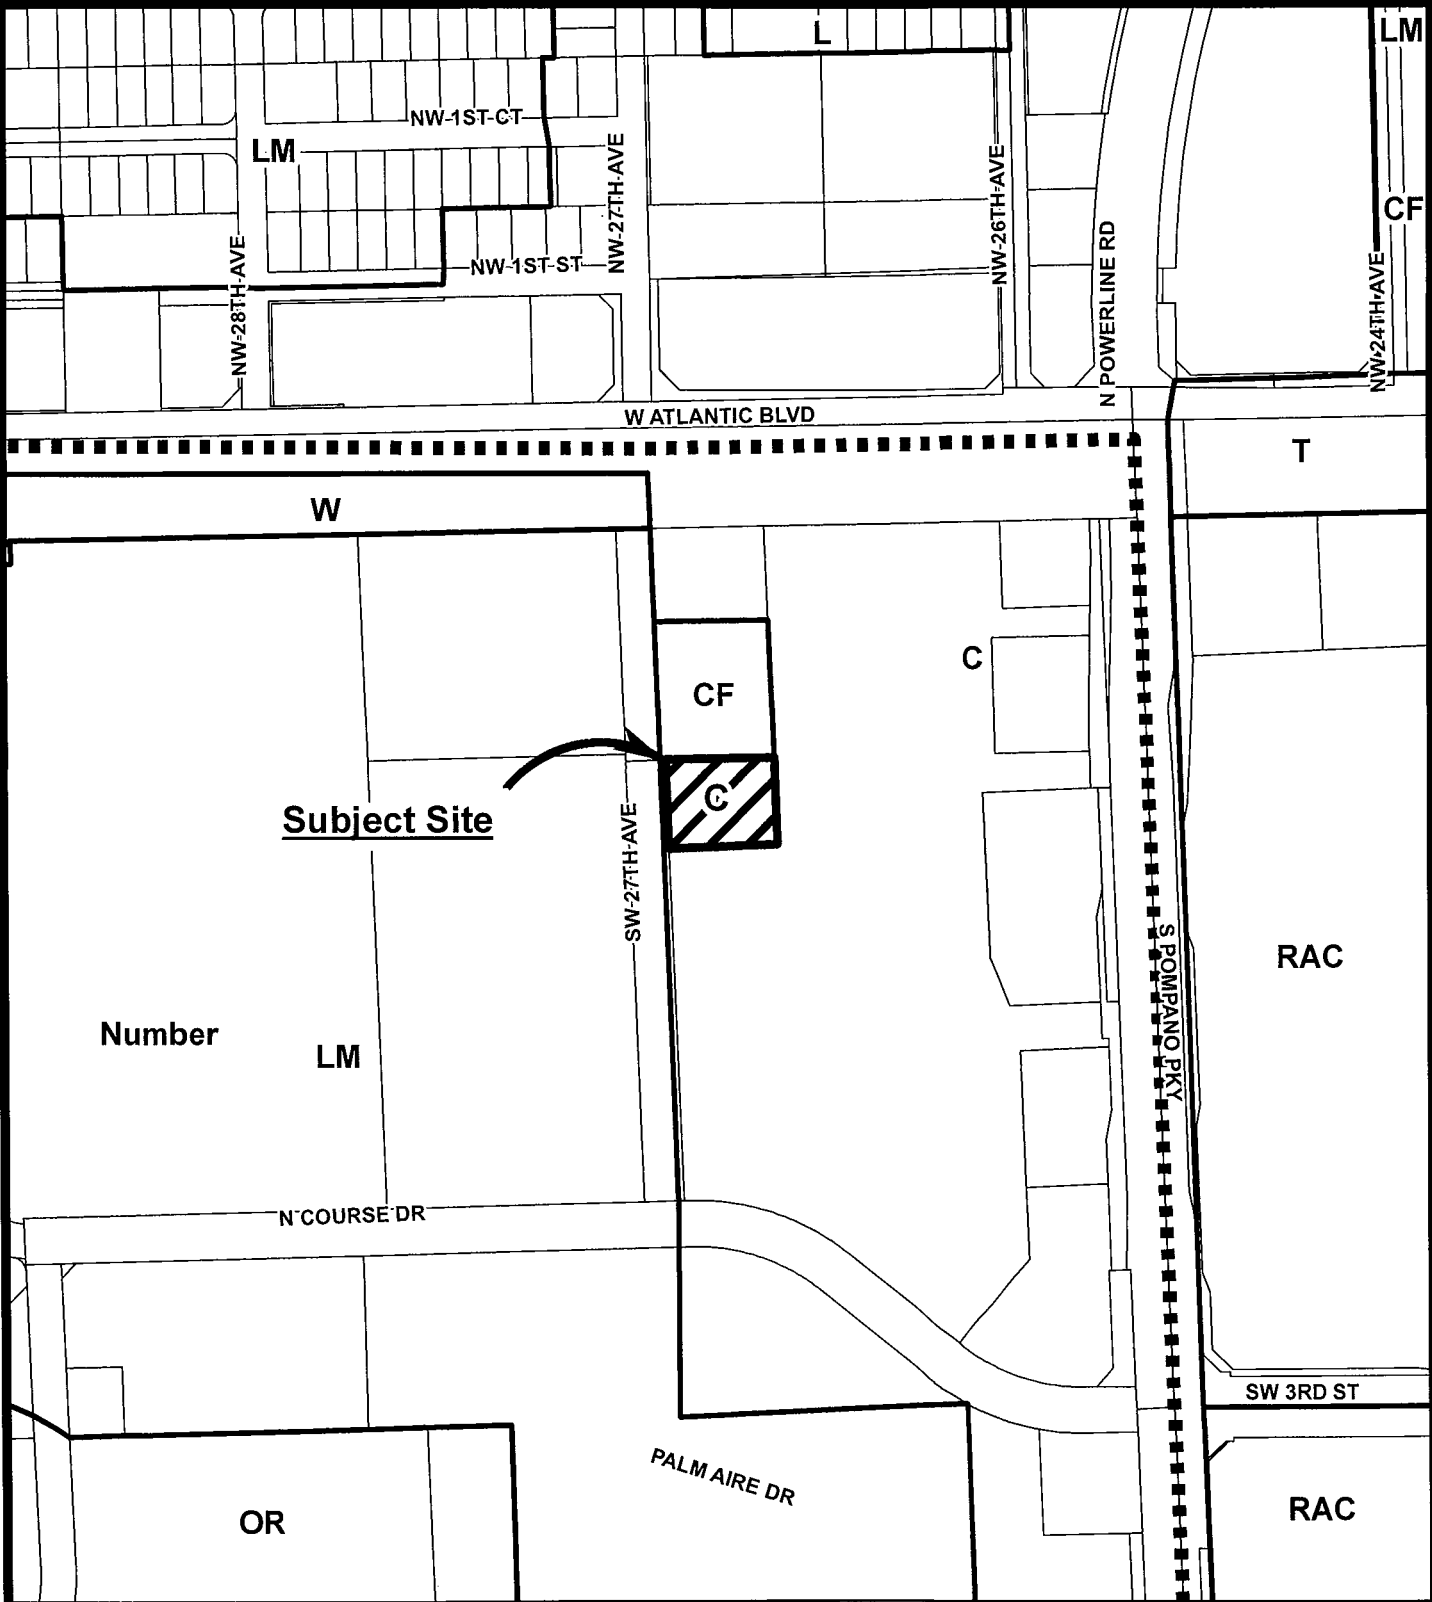 L
LM
NW 1ST CT
LM
NW 27TH AVE
NW 26TH AVE
CF
N POWERLINE RD
NW 28TH AVE
NW 1ST ST
NW 24TH AVE
W ATLANTIC BLVD
T
W
C
CF
C
Subject Site
SW 27TH AVE
S POMPANO PKY
RAC
Number
LM
N COURSE DR
SW 3RD ST
PALM AIRE DR
OR
RAC